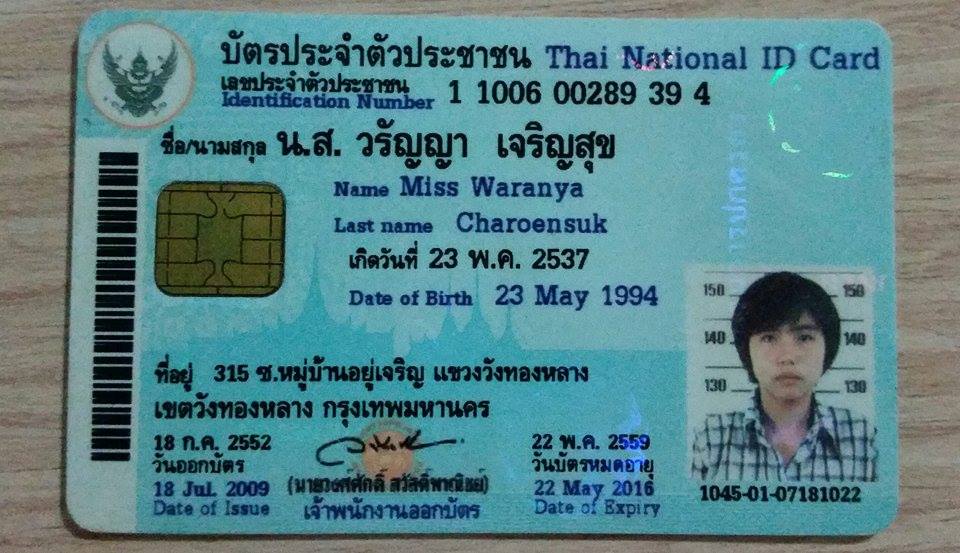 บัตรประจำตัวประชาชน Thai National ID Card
เลขประจำตัวประชาชน
Identification Number 1 1006 00289 39 4
ชื่อ/นามสกุล น.ส. วรัญญา เจริญสุข
Name Miss Waranya
Last name Charoensuk
เกิดวันที่ 23 พ.ค. 2537
Date of Birth 23 May 1994
150 150
140 140
130 130
ที่อยู่ 315 ซ.หมู่บ้านอยู่เจริญ แขวงวังทองหลาง
เขตวังทองหลาง กรุงเทพมหานคร
18 ก.ค. 2552
วันออกบัตร
18 Jul. 2009
Date of Issue
(นายวงศ์ศักดิ์ สวัสดิ์พาณิชย์)
เจ้าพนักงานออกบัตร
22 พ.ค. 2559
วันบัตรหมดอายุ
22 May 2016
Date of Expiry
1045-01-07181022